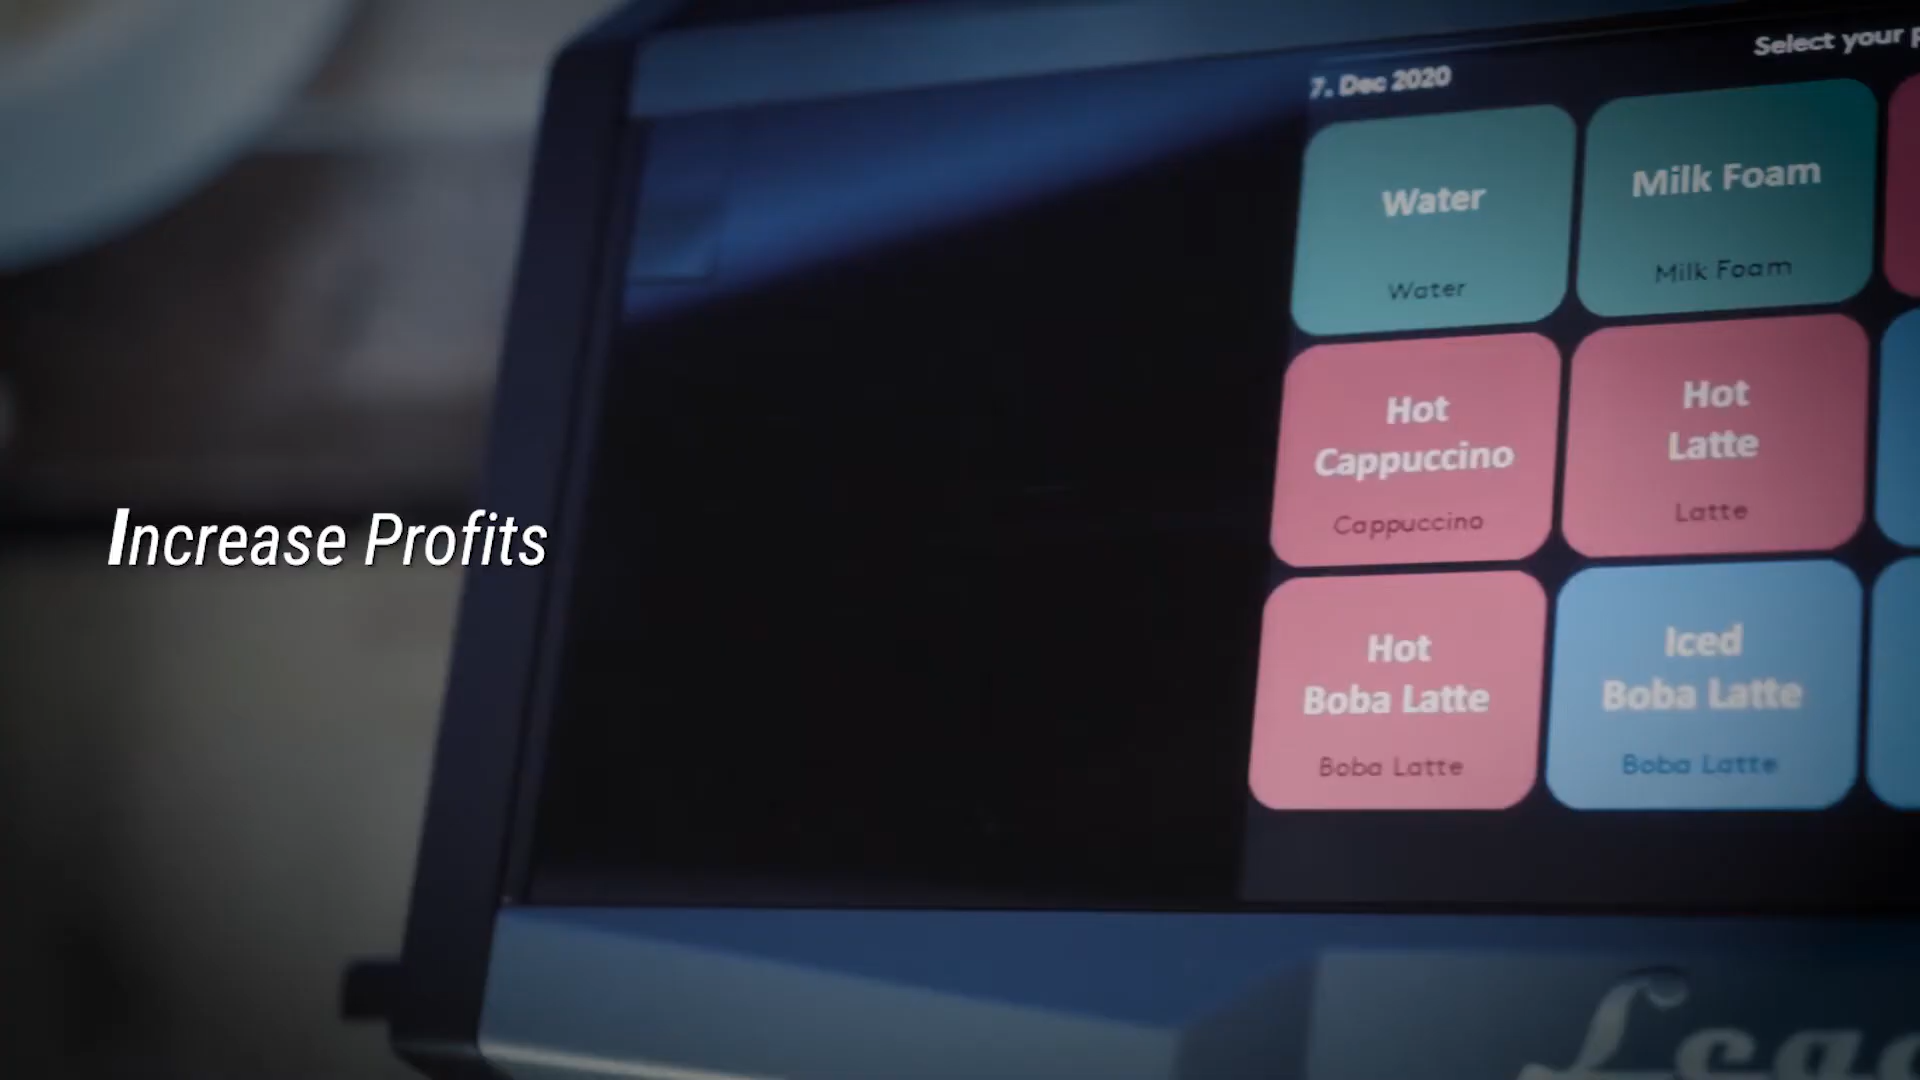 Select your
7. Dec 2020
Water
Water
Milk Foam
Milk Foam
Hot
Cappuccino
Cappuccino
Hot
Latte
Latte
Increase Profits
Hot
Boba Latte
Boba Latte
Iced
Boba Latte
Boba Latte